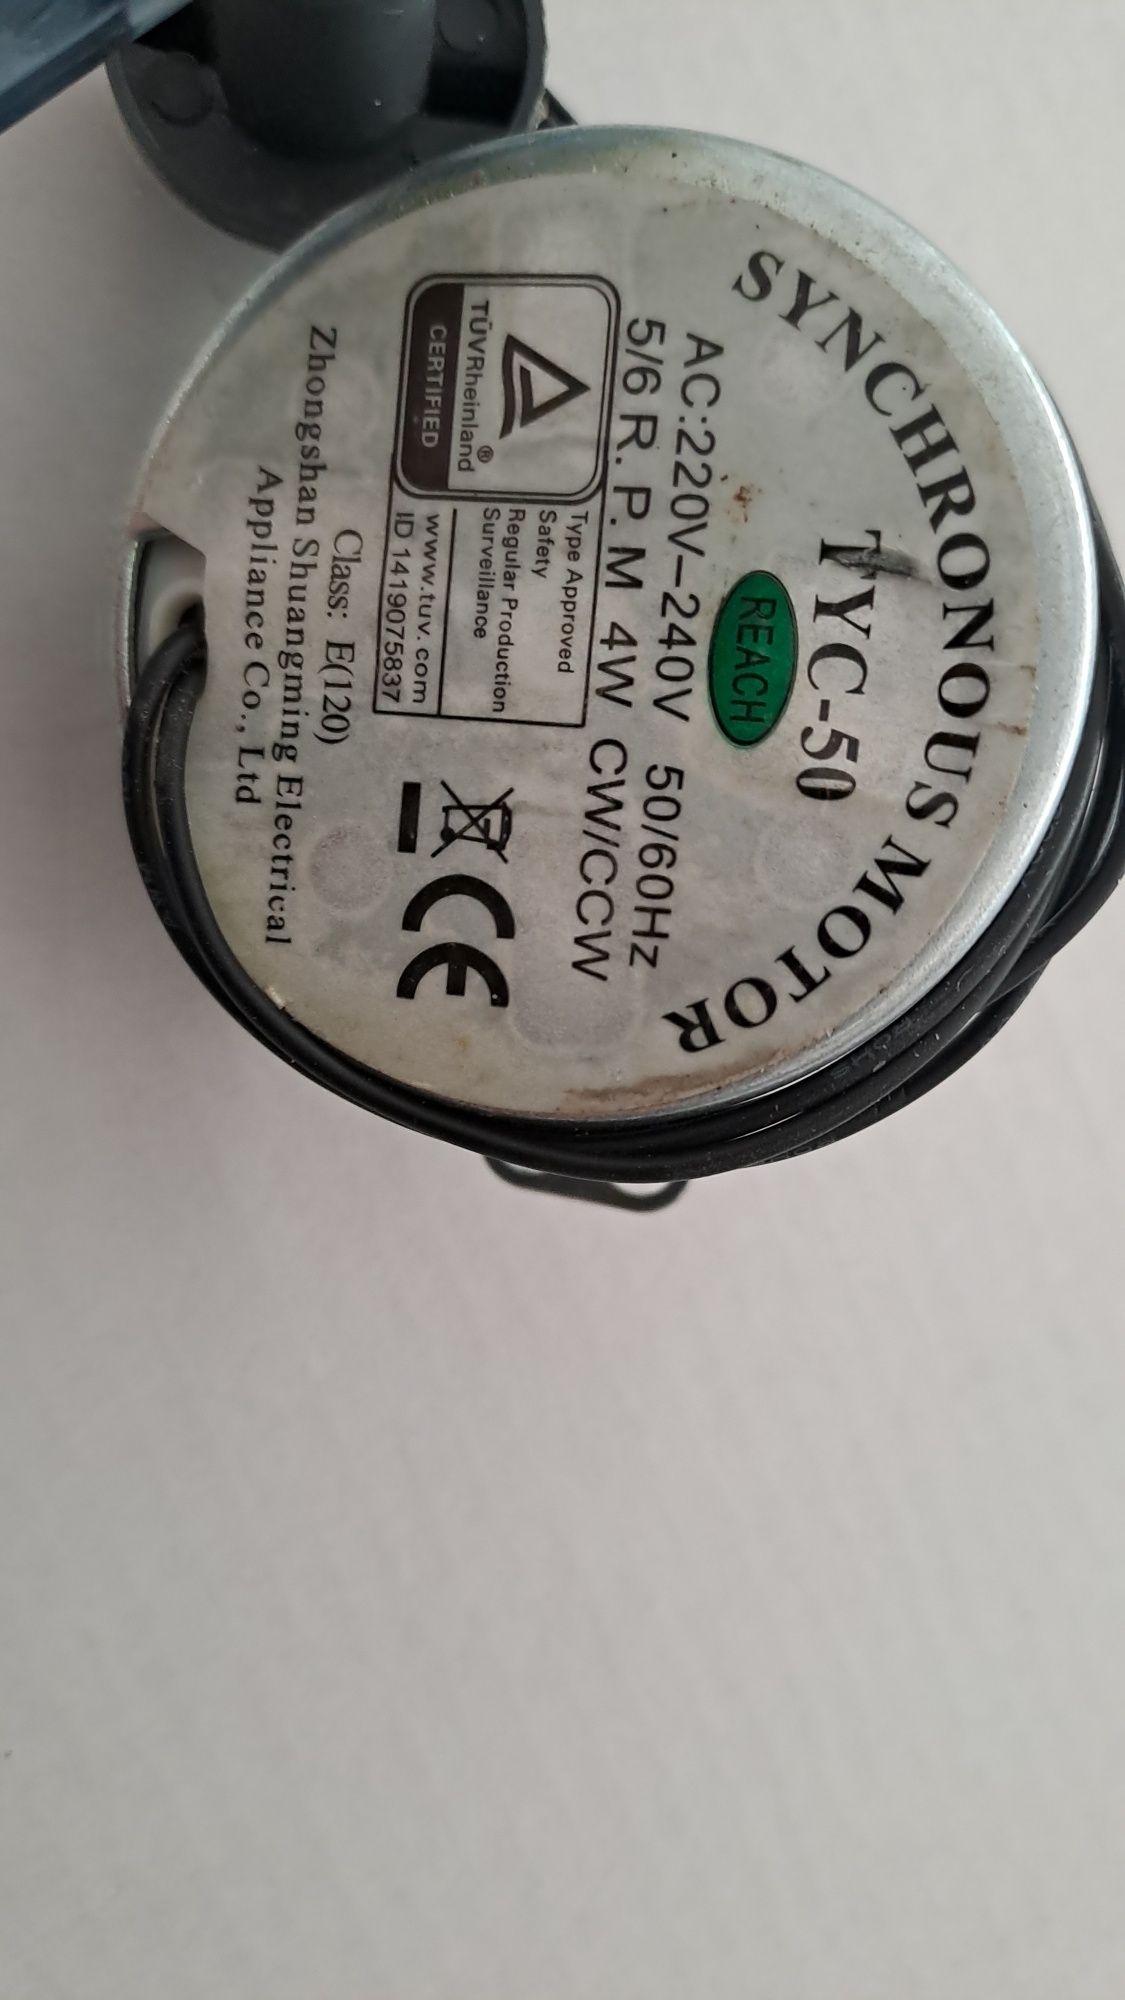 SYNCHRONOUS MOTOR
TYC-50
REACH
AC:220V-240V 50/60Hz
5/6 R.P.M 4W CW/CCW
TÜVRheinland®
CERTIFIED
Type Approved
Safety
Regular Production
Surveillance
www.tuv.com
ID 1419075837
CE
Class: E(120)
Zhongshan Shuangming Electrical
Appliance Co., Ltd